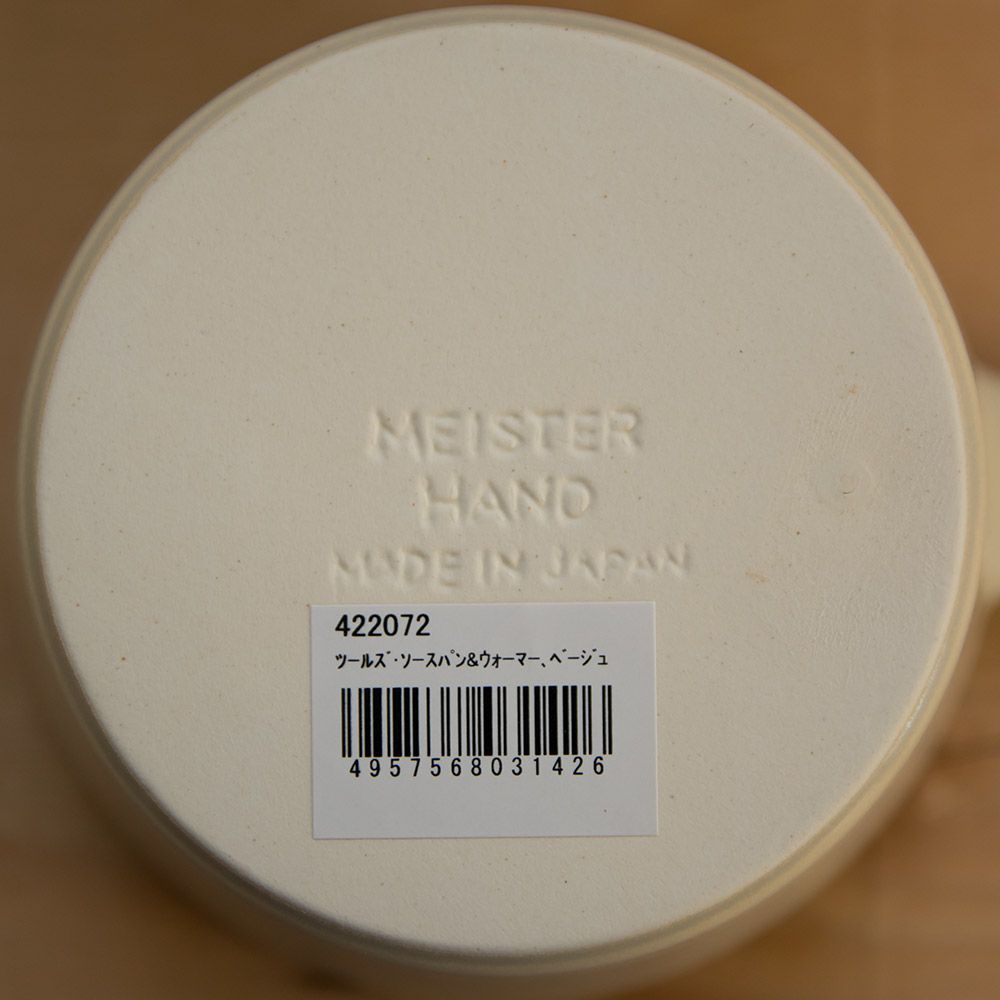 MEISTER
HAND
MADE IN JAPAN
422072
ﾂｰﾙｽﾞ･ｿｰｽﾊﾟﾝ&ｳｫｰﾏｰ､ﾍﾞｰｼﾞｭ
4957568031426